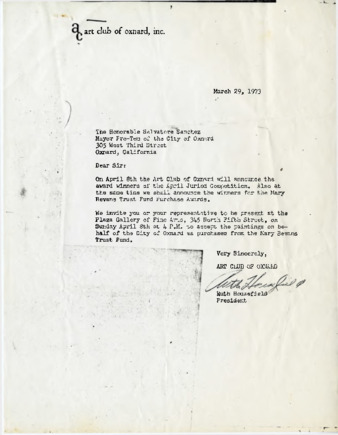 ac art club of oxnard, inc.
March 29, 1973
The Honorable Salvatore Sanchez
Mayor Pro-Tem of the City of Oxnard
305 West Third Street
Oxnard, California
Dear Sir:
On April 8th the Art Club of Oxnard will announce the
award winners of the April Juried Competition. Also at
the same time we shall announce the winners for the Mary
Bevans Trust Fund Purchase Awards.
We invite you or your representative to be present at the
Plaza Gallery of Fine Arts, 345 North Fifth Street, on
Sunday April 8th at 4 P.M. to accept the paintings on be-
half of the City of Oxnard as purchases from the Mary Bevans
Trust Fund.
Very Sincerely,
ART CLUB OF OXNARD
Ruth Housefield
President